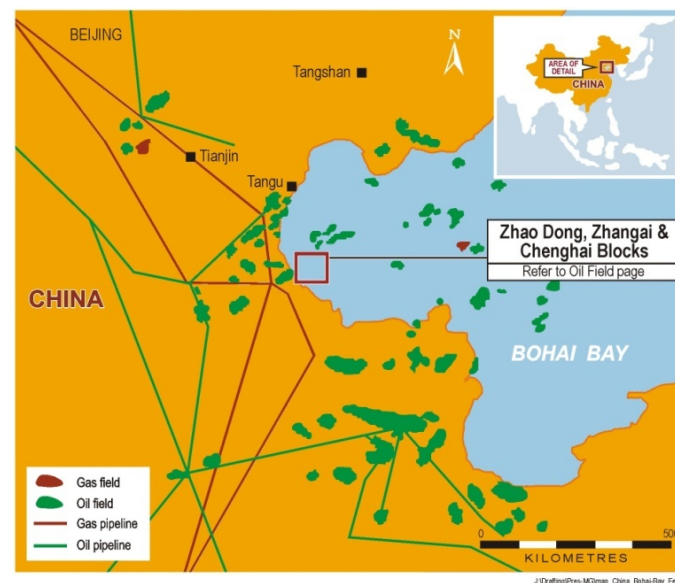 BEIJING
N
Tangshan
AREA OF
DETAIL
CHINA
Tianjin
Tangu
Zhao Dong, Zhangai &
Chenghai Blocks
Refer to Oil Field page
CHINA
BOHAI BAY
Gas field
Oil field
Gas pipeline
Oil pipeline
0
KILOMETRES